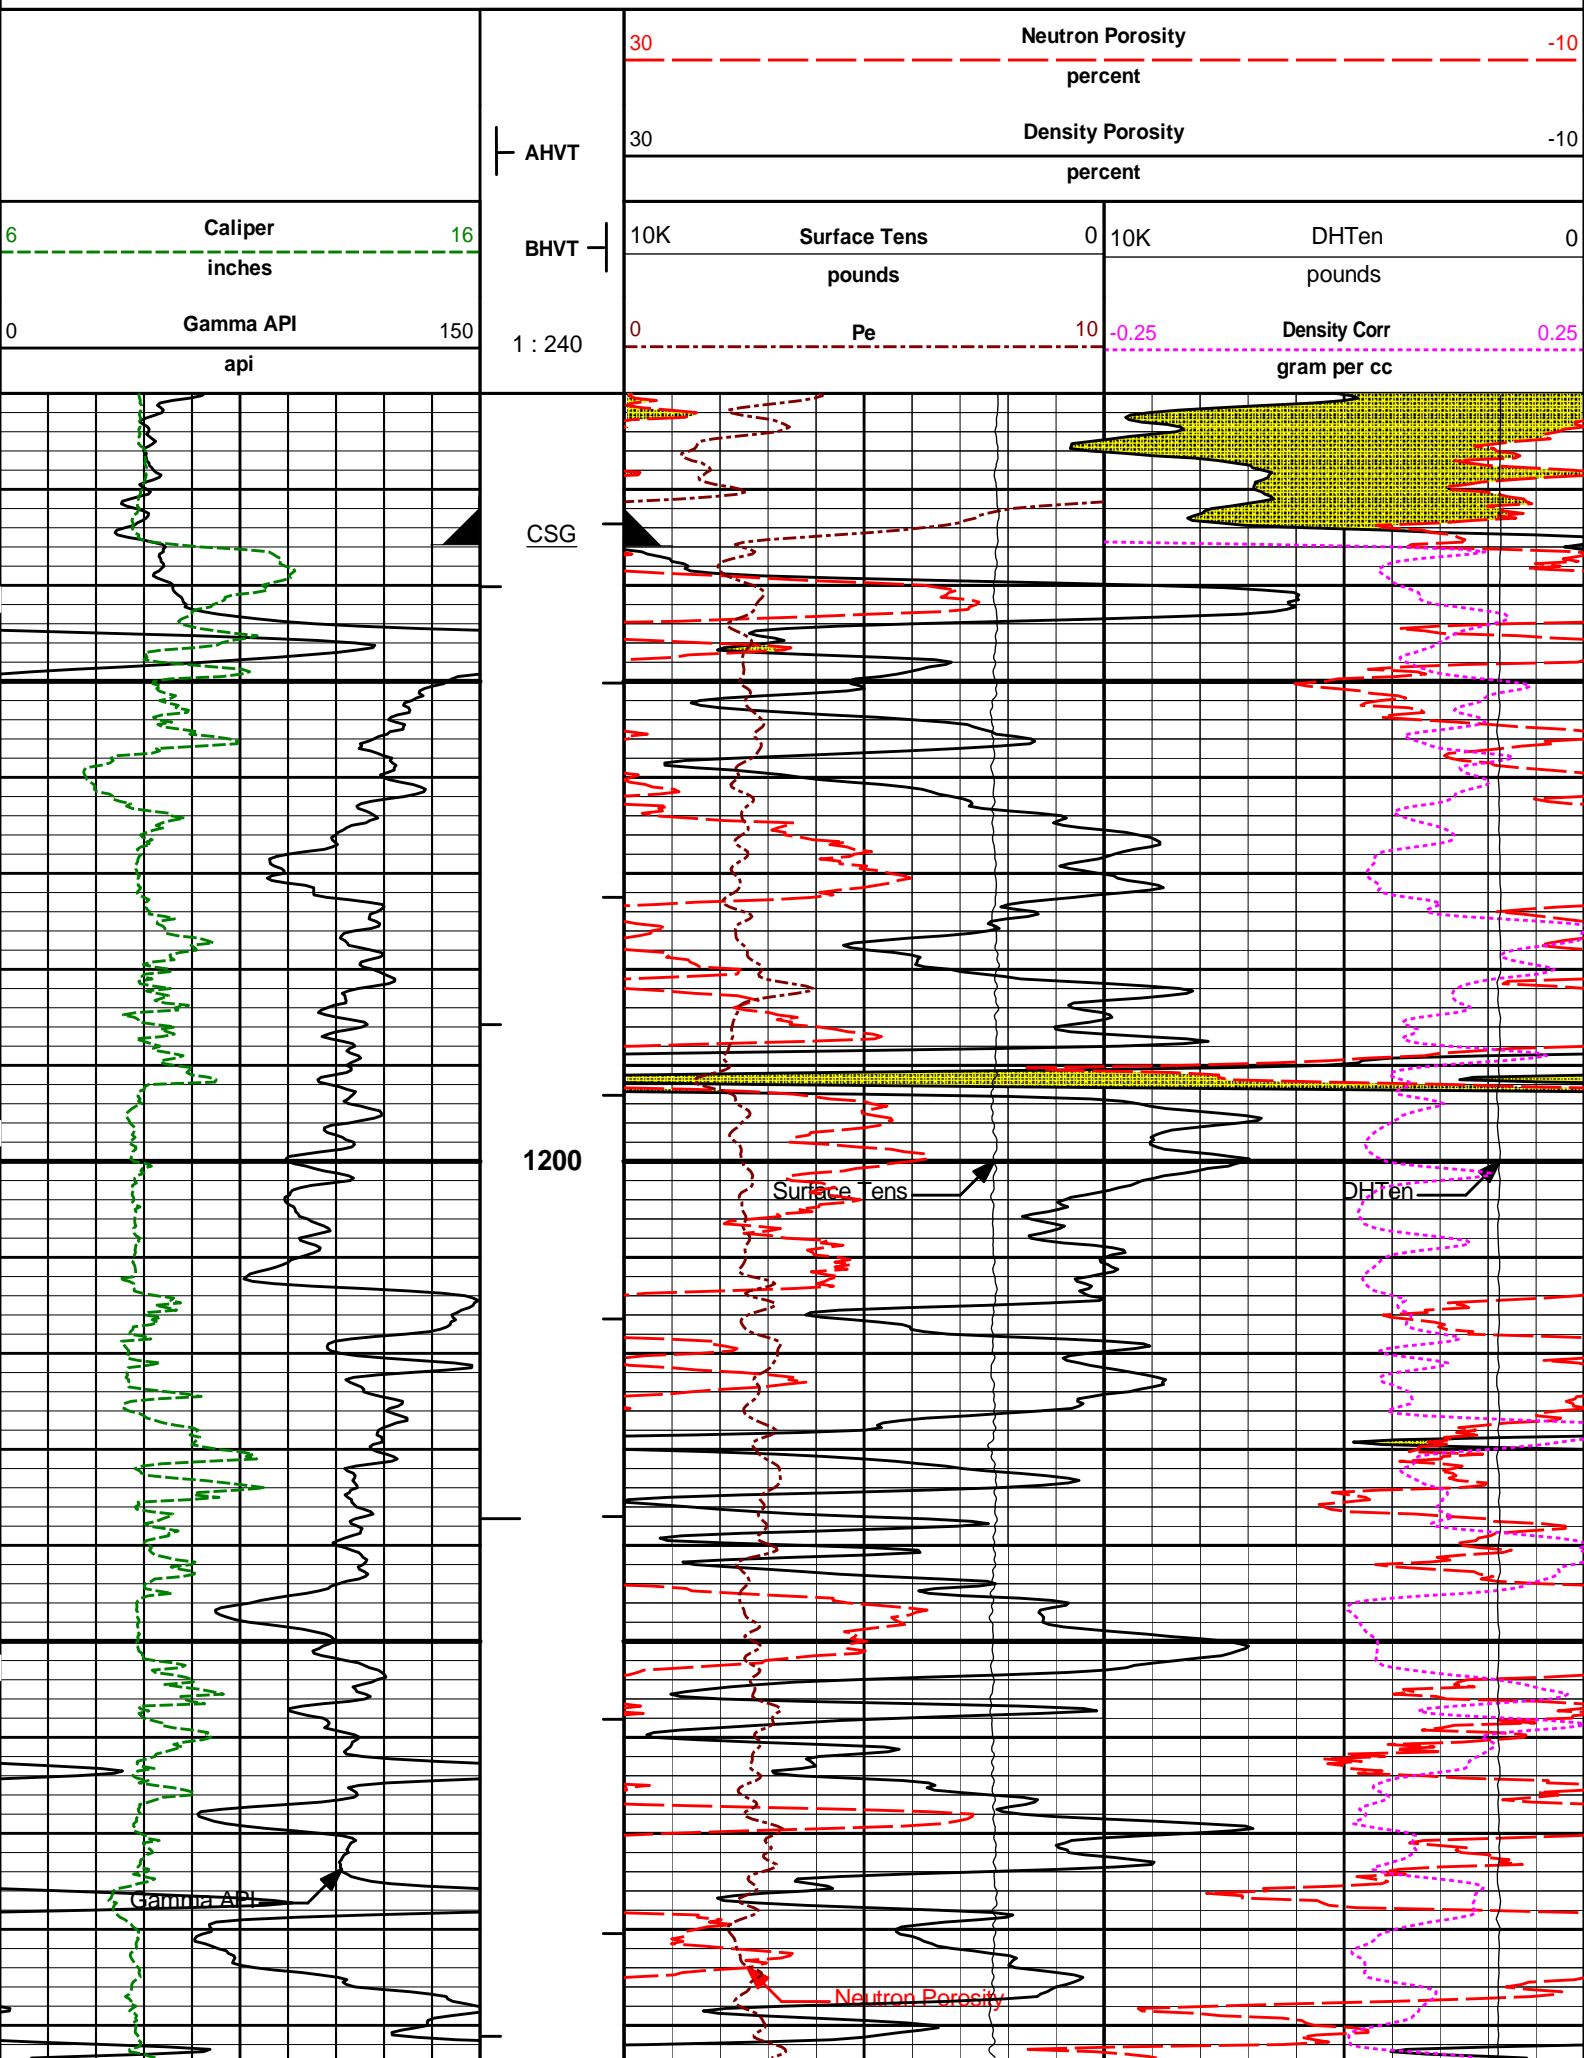 30 Neutron Porosity -10
percent
30 Density Porosity -10
percent
AHVT
6 Caliper 16
inches
BHVT
10K Surface Tens 0
pounds
10K DHTen 0
pounds
0 Gamma API 150
api
1 : 240
0 Pe 10
-0.25 Density Corr 0.25
gram per cc
CSG
1200
Surface Tens
DHTen
Gamma API
Neutron Porosity